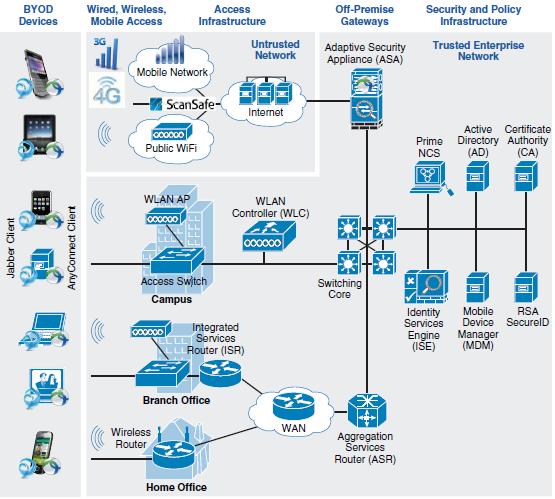 BYOD
Devices
Wired, Wireless,
Mobile Access
Access
Infrastructure
Off-Premise
Gateways
Security and Policy
Infrastructure
3G
4G
Mobile Network
ScanSafe
Public WiFi
Untrusted
Network
Internet
Adaptive Security
Appliance (ASA)
Trusted Enterprise
Network
Prime
NCS
Active
Directory (AD)
Certificate
Authority (CA)
Jabber Client
AnyConnect Client
WLAN AP
WLAN
Controller (WLC)
Access Switch
Campus
Switching
Core
Identity
Services
Engine
(ISE)
Mobile
Device
Manager
(MDM)
RSA
SecureID
Integrated
Services
Router (ISR)
Branch Office
WAN
Aggregation
Services
Router (ASR)
Wireless
Router
Home Office